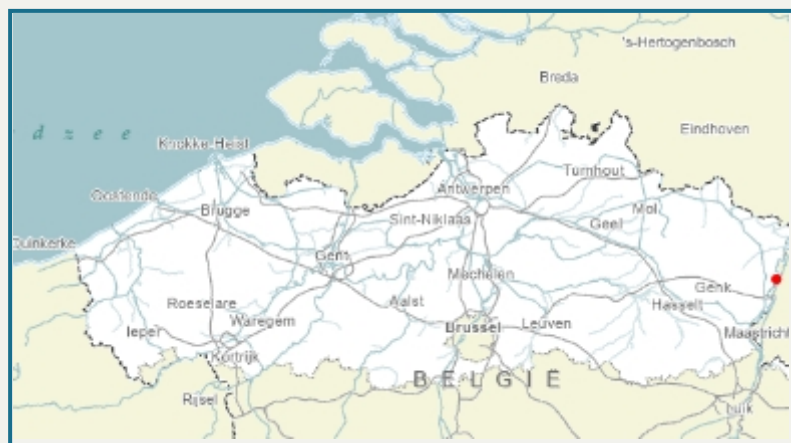 's-Hertogenbosch
Breda
d z e e
Eindhoven
Knokke-Heist
Turnhout
Oostende
Antwerpen
Mol
Brugge
Sint-Niklaas
Geel
Duinkerke
Gent
Mechelen
Genk
Roeselare
Aalst
Hasselt
Ieper
Waregem
Brussel
Leuven
Maastricht
Kortrijk
BELGIË
Rijsel
Luik